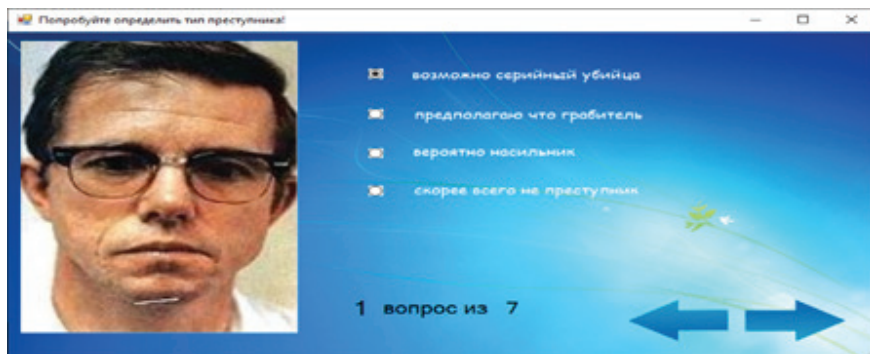 Попробуйте определить тип преступника!
возможно серийный убийца
предполагаю что грабитель
вероятно насильник
скорее всего не преступник
1 вопрос из 7